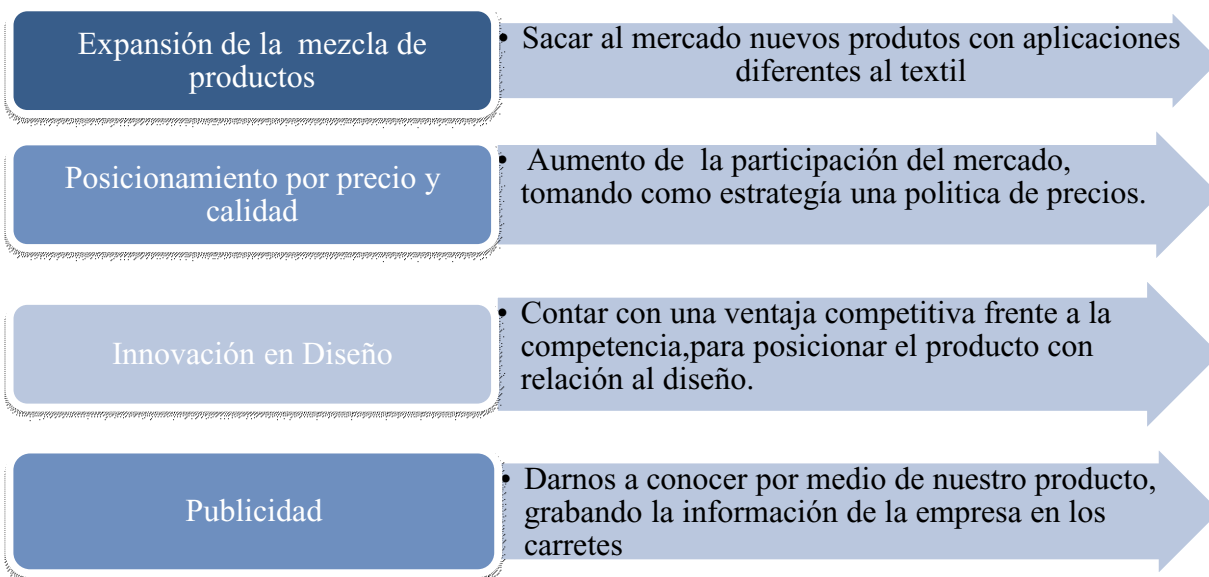 Expansión de la mezcla de
productos
• Sacar al mercado nuevos produtos con aplicaciones
diferentes al textil
Posicionamiento por precio y
calidad
• Aumento de la participación del mercado,
tomando como estrategía una politica de precios.
Innovación en Diseño
• Contar con una ventaja competitiva frente a la
competencia,para posicionar el producto con
relación al diseño.
Publicidad
• Darnos a conocer por medio de nuestro producto,
grabando la información de la empresa en los
carretes